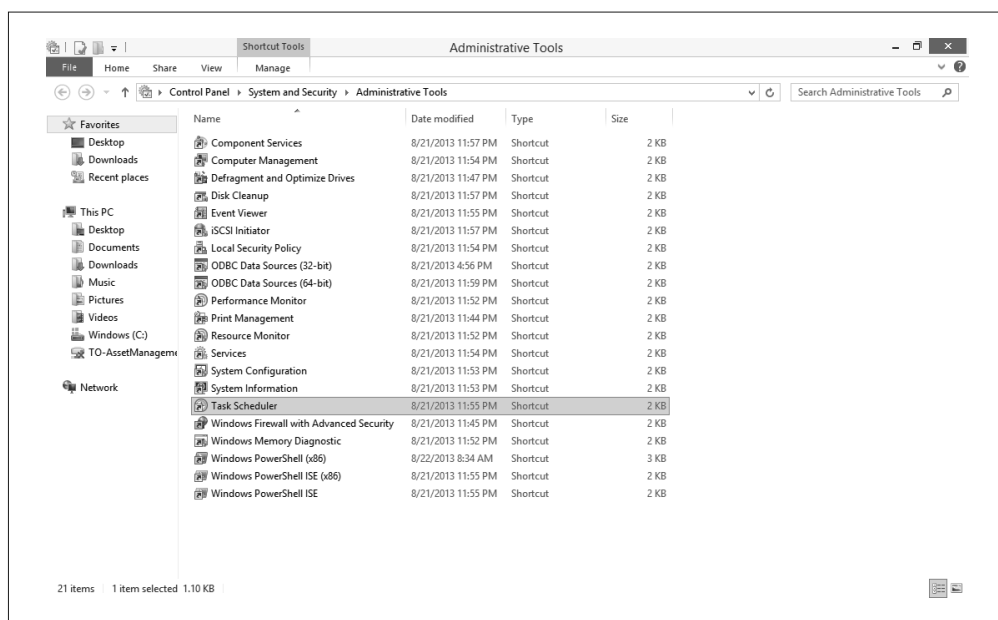 Shortcut Tools
Administrative Tools
File Home Share View Manage
Control Panel System and Security Administrative Tools
Search Administrative Tools
Favorites
Desktop
Downloads
Recent places
This PC
Desktop
Documents
Downloads
Music
Pictures
Videos
Windows (C:)
TO-AssetManageme
Network
Name Date modified Type Size
Component Services 8/21/2013 11:57 PM Shortcut 2 KB
Computer Management 8/21/2013 11:54 PM Shortcut 2 KB
Defragment and Optimize Drives 8/21/2013 11:47 PM Shortcut 2 KB
Disk Cleanup 8/21/2013 11:57 PM Shortcut 2 KB
Event Viewer 8/21/2013 11:55 PM Shortcut 2 KB
iSCSI Initiator 8/21/2013 11:57 PM Shortcut 2 KB
Local Security Policy 8/21/2013 11:54 PM Shortcut 2 KB
ODBC Data Sources (32-bit) 8/21/2013 4:56 PM Shortcut 2 KB
ODBC Data Sources (64-bit) 8/21/2013 11:59 PM Shortcut 2 KB
Performance Monitor 8/21/2013 11:52 PM Shortcut 2 KB
Print Management 8/21/2013 11:44 PM Shortcut 2 KB
Resource Monitor 8/21/2013 11:52 PM Shortcut 2 KB
Services 8/21/2013 11:54 PM Shortcut 2 KB
System Configuration 8/21/2013 11:53 PM Shortcut 2 KB
System Information 8/21/2013 11:53 PM Shortcut 2 KB
Task Scheduler 8/21/2013 11:55 PM Shortcut 2 KB
Windows Firewall with Advanced Security 8/21/2013 11:45 PM Shortcut 2 KB
Windows Memory Diagnostic 8/21/2013 11:52 PM Shortcut 2 KB
Windows PowerShell (x86) 8/22/2013 8:34 AM Shortcut 3 KB
Windows PowerShell ISE (x86) 8/21/2013 11:55 PM Shortcut 2 KB
Windows PowerShell ISE 8/21/2013 11:55 PM Shortcut 2 KB
21 items 1 item selected 1.10 KB